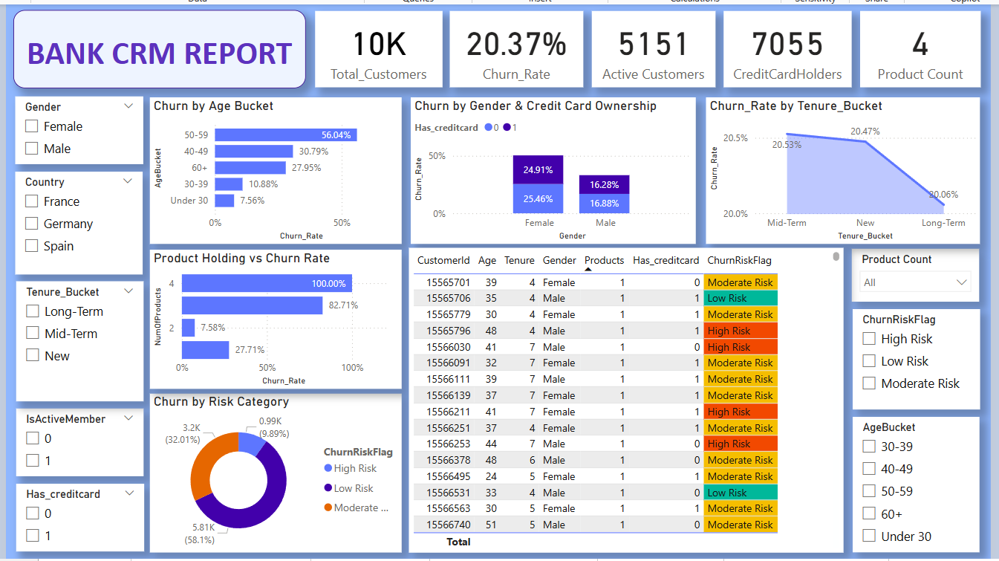 Data Queries Insert Calculations Sensitivity Share Copilot
BANK CRM REPORT
10K
Total_Customers
20.37%
Churn_Rate
5151
Active Customers
7055
CreditCardHolders
4
Product Count
Gender
Female
Male
Country
France
Germany
Spain
Tenure_Bucket
Long-Term
Mid-Term
New
IsActiveMember
0
1
Has_creditcard
0
1
Churn by Age Bucket
AgeBucket
50-59 56.04%
40-49 30.79%
60+ 27.95%
30-39 10.88%
Under 30 7.56%
0% 50%
Churn_Rate
Churn by Gender & Credit Card Ownership
Has_creditcard 0 1
Churn_Rate
50%
24.91%
16.28%
25.46%
16.88%
0%
Female Male
Gender
Churn_Rate by Tenure_Bucket
Churn_Rate
20.5%
20.53%
20.47%
20.06%
20.0%
Mid-Term New Long-Term
Tenure_Bucket
Product Holding vs Churn Rate
NumOfProducts
4 100.00%
82.71%
2 7.58%
27.71%
0% 50% 100%
Churn_Rate
Churn by Risk Category
0.99K
(9.89%)
3.2K
(32.01%)
5.81K
(58.1%)
ChurnRiskFlag
High Risk
Low Risk
Moderate ...
CustomerId Age Tenure Gender Products Has_creditcard ChurnRiskFlag
15565701 39 4 Female 1 0 Moderate Risk
15565706 35 4 Male 1 1 Low Risk
15565779 30 4 Female 1 1 Moderate Risk
15565796 48 4 Male 1 1 High Risk
15566030 41 7 Male 1 0 High Risk
15566091 32 7 Female 1 1 Moderate Risk
15566111 39 7 Male 1 1 Moderate Risk
15566139 37 7 Female 1 1 Moderate Risk
15566211 41 7 Female 1 1 High Risk
15566251 37 4 Female 1 1 Moderate Risk
15566253 44 7 Male 1 0 High Risk
15566378 48 6 Male 1 0 Moderate Risk
15566495 24 5 Female 1 1 Moderate Risk
15566531 33 4 Male 1 0 Low Risk
15566563 30 5 Female 1 1 Moderate Risk
15566740 51 5 Male 1 0 Moderate Risk
Total
Product Count
All
ChurnRiskFlag
High Risk
Low Risk
Moderate Risk
AgeBucket
30-39
40-49
50-59
60+
Under 30